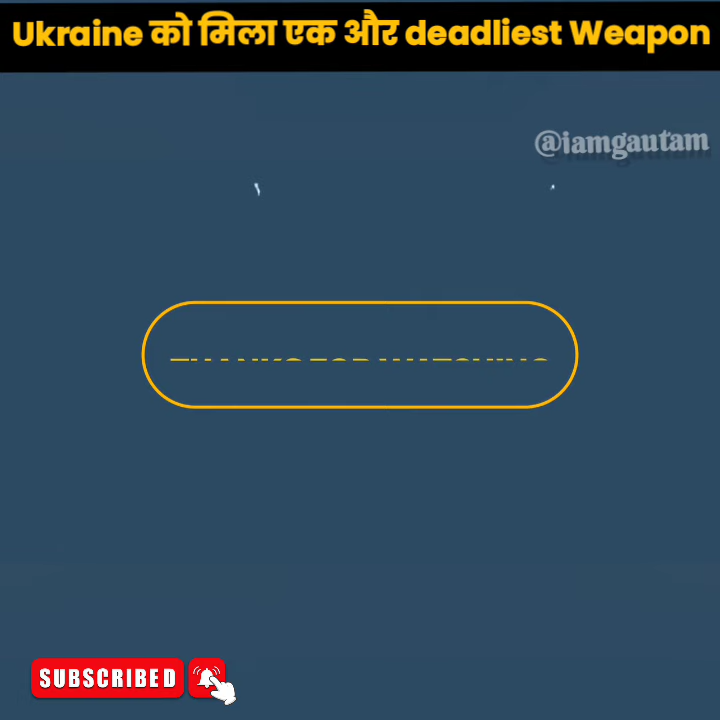 Ukraine को मिला एक और deadliest Weapon
@iamgautam
SUBSCRIBED